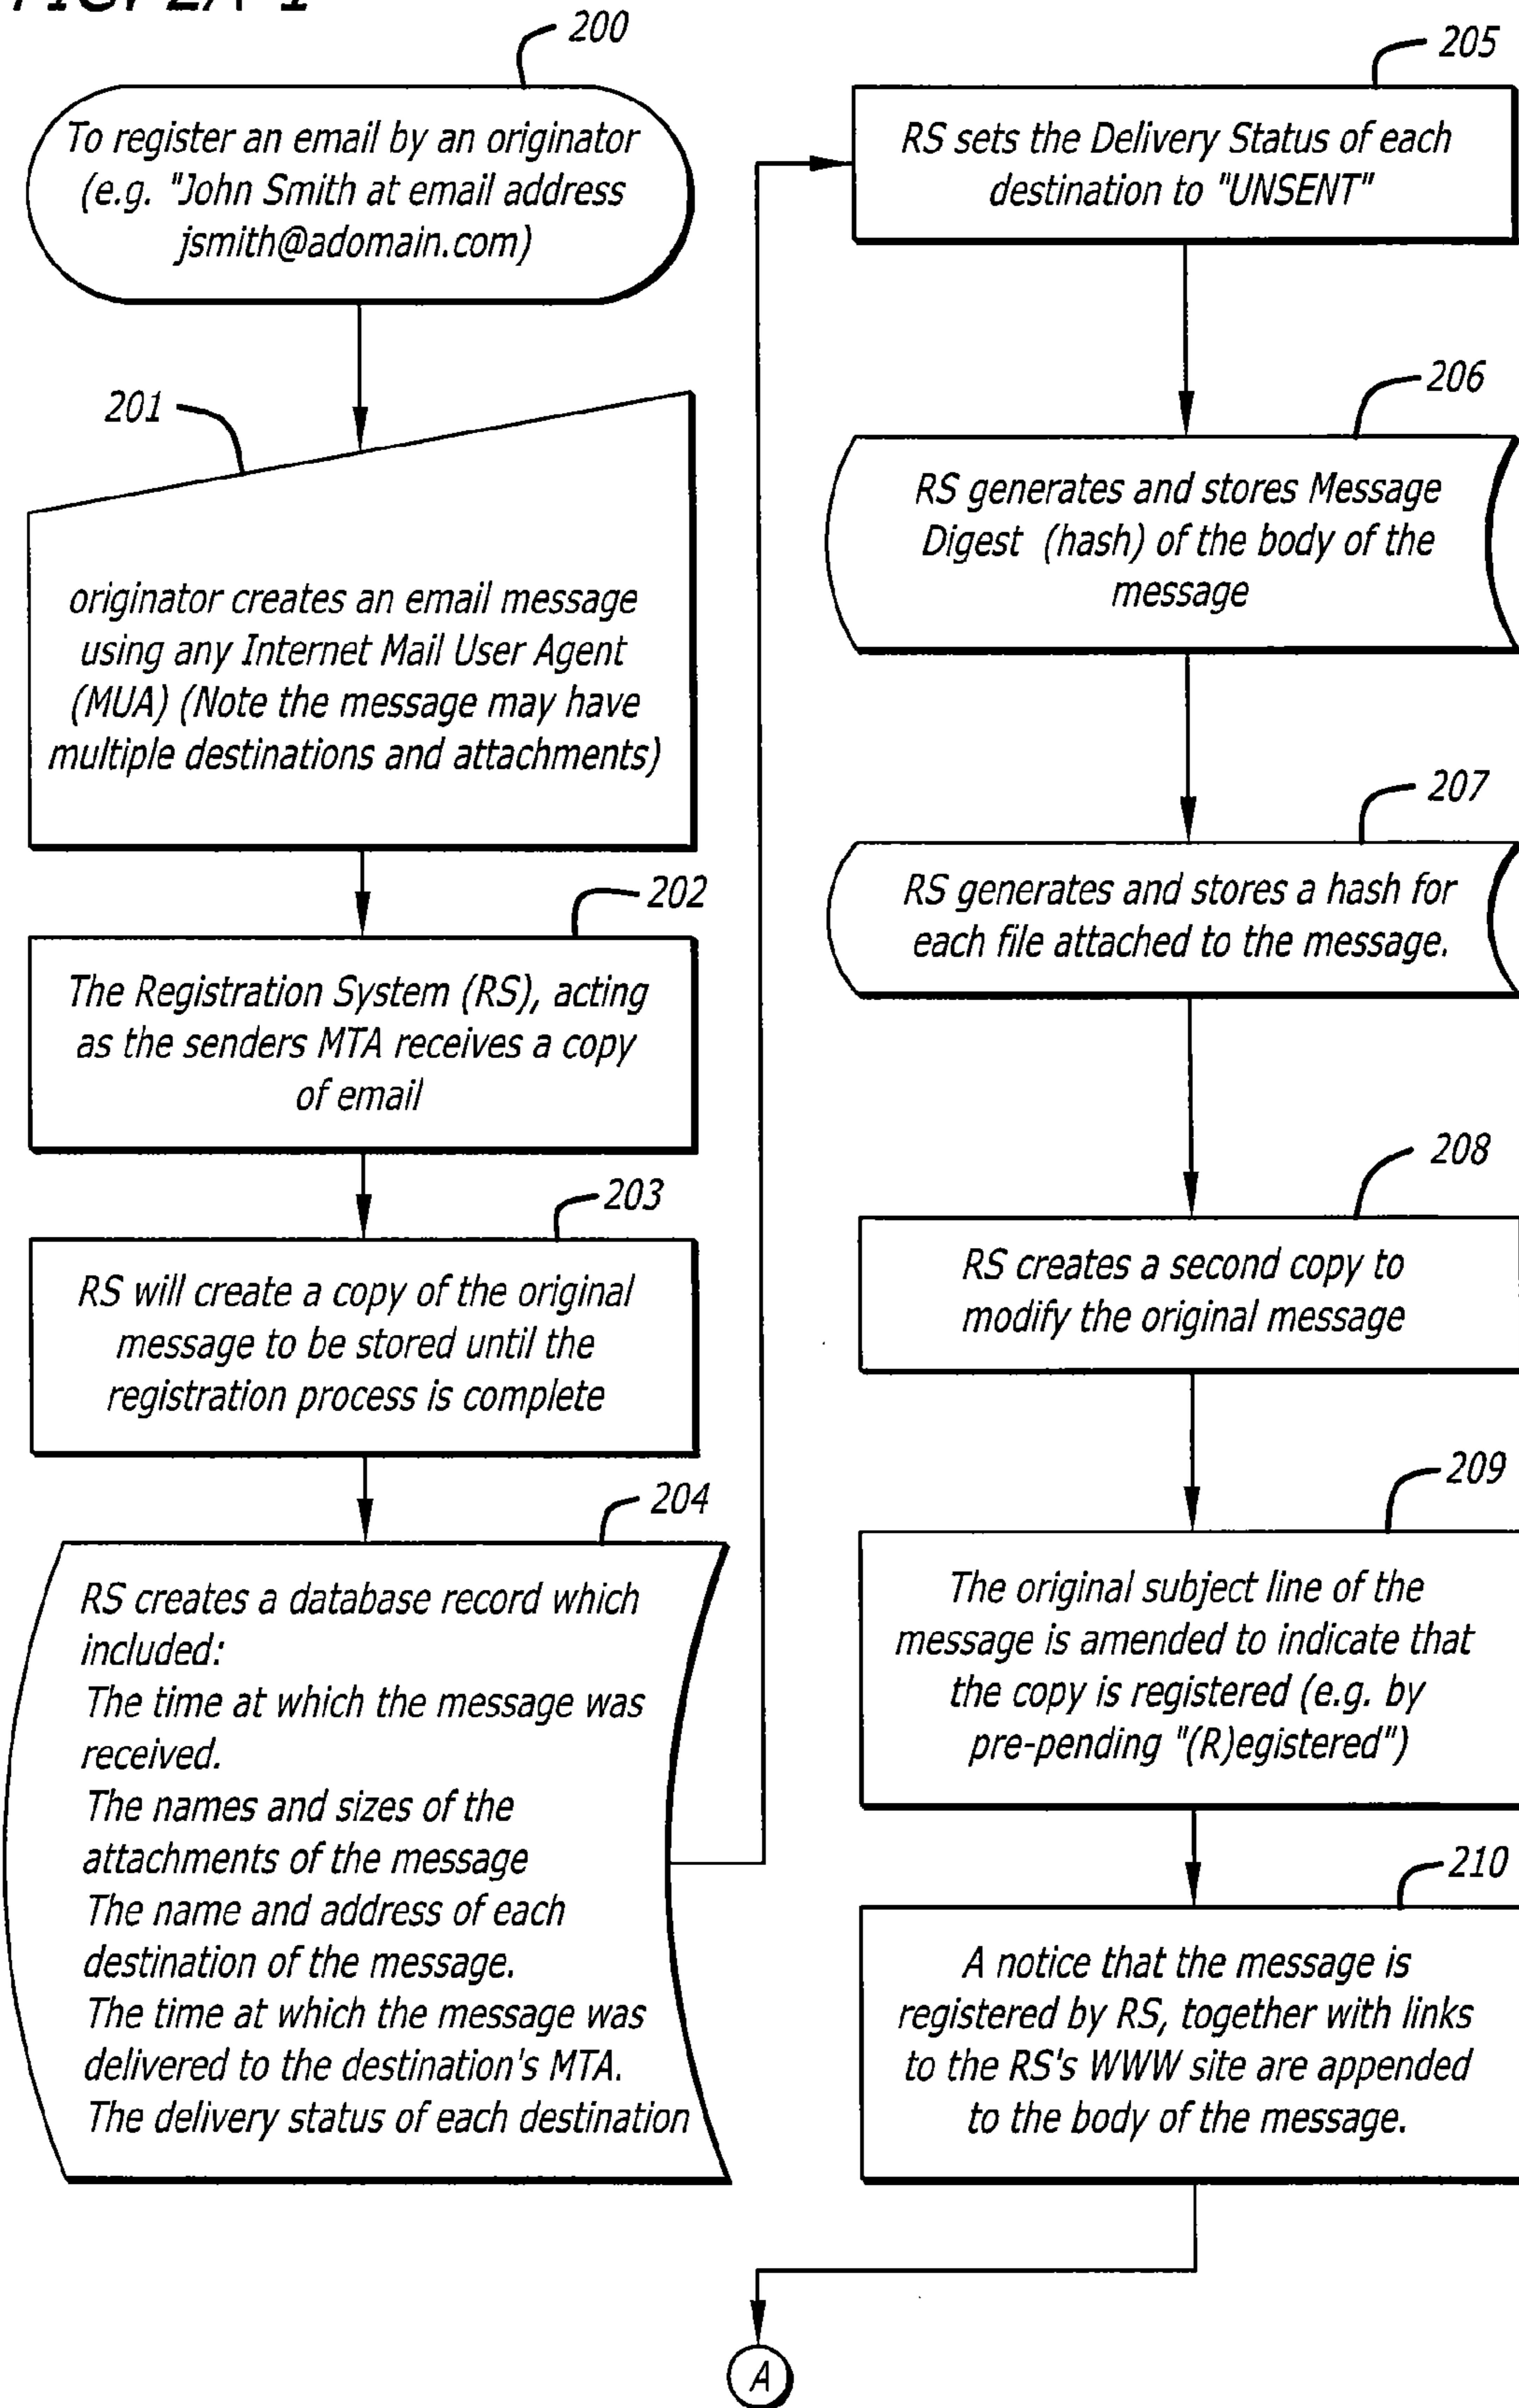 FIG. 2A-1
200
To register an email by an originator
(e.g. "John Smith at email address
jsmith@adomain.com)
201
originator creates an email message
using any Internet Mail User Agent
(MUA) (Note the message may have
multiple destinations and attachments)
202
The Registration System (RS), acting
as the senders MTA receives a copy
of email
203
RS will create a copy of the original
message to be stored until the
registration process is complete
204
RS creates a database record which
included:
The time at which the message was
received.
The names and sizes of the
attachments of the message
The name and address of each
destination of the message.
The time at which the message was
delivered to the destination's MTA.
The delivery status of each destination
205
RS sets the Delivery Status of each
destination to "UNSENT"
206
RS generates and stores Message
Digest (hash) of the body of the
message
207
RS generates and stores a hash for
each file attached to the message.
208
RS creates a second copy to
modify the original message
209
The original subject line of the
message is amended to indicate that
the copy is registered (e.g. by
pre-pending "(R)egistered")
210
A notice that the message is
registered by RS, together with links
to the RS's WWW site are appended
to the body of the message.
A